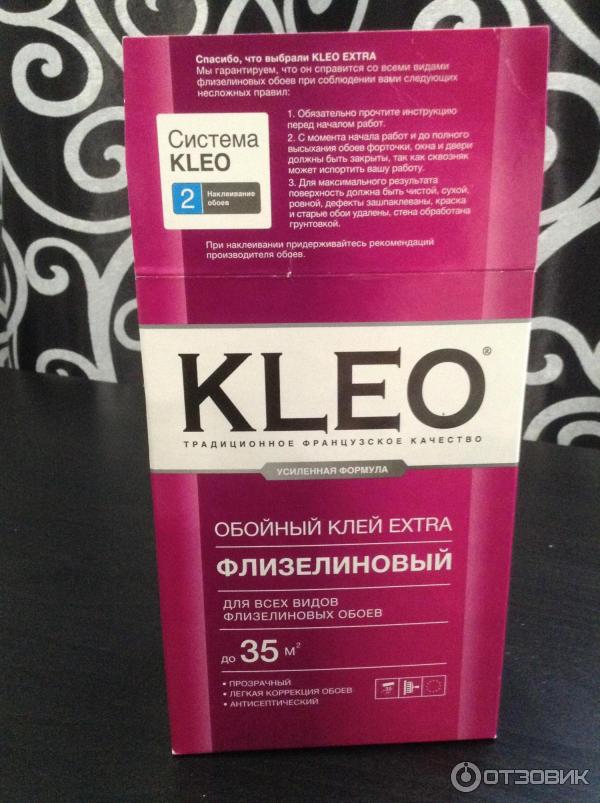 Спасибо, что выбрали KLEO EXTRA
Мы гарантируем, что он справится со всеми видами
флизелиновых обоев при соблюдении вами следующих
несложных правил:
Система
KLEO
2 Наклеивание
обоев
1. Обязательно прочтите инструкцию
перед началом работ.
2. С момента начала работ и до полного
высыхания обоев форточки, окна и двери
должны быть закрыты, так как сквозняк
может испортить вашу работу.
3. Для максимального результата
поверхность должна быть чистой, сухой,
ровной, дефекты зашпаклеваны, краска
и старые обои удалены, стена обработана
грунтовкой.
При наклеивании придерживайтесь рекомендаций
производителя обоев.
KLEO®
ТРАДИЦИОННОЕ ФРАНЦУЗСКОЕ КАЧЕСТВО
УСИЛЕННАЯ ФОРМУЛА
ОБОЙНЫЙ КЛЕЙ EXTRA
ФЛИЗЕЛИНОВЫЙ
ДЛЯ ВСЕХ ВИДОВ
ФЛИЗЕЛИНОВЫХ ОБОЕВ
до 35 м²
• ПРОЗРАЧНЫЙ
• ЛЕГКАЯ КОРРЕКЦИЯ ОБОЕВ
• АНТИСЕПТИЧЕСКИЙ
ОТЗОВИК